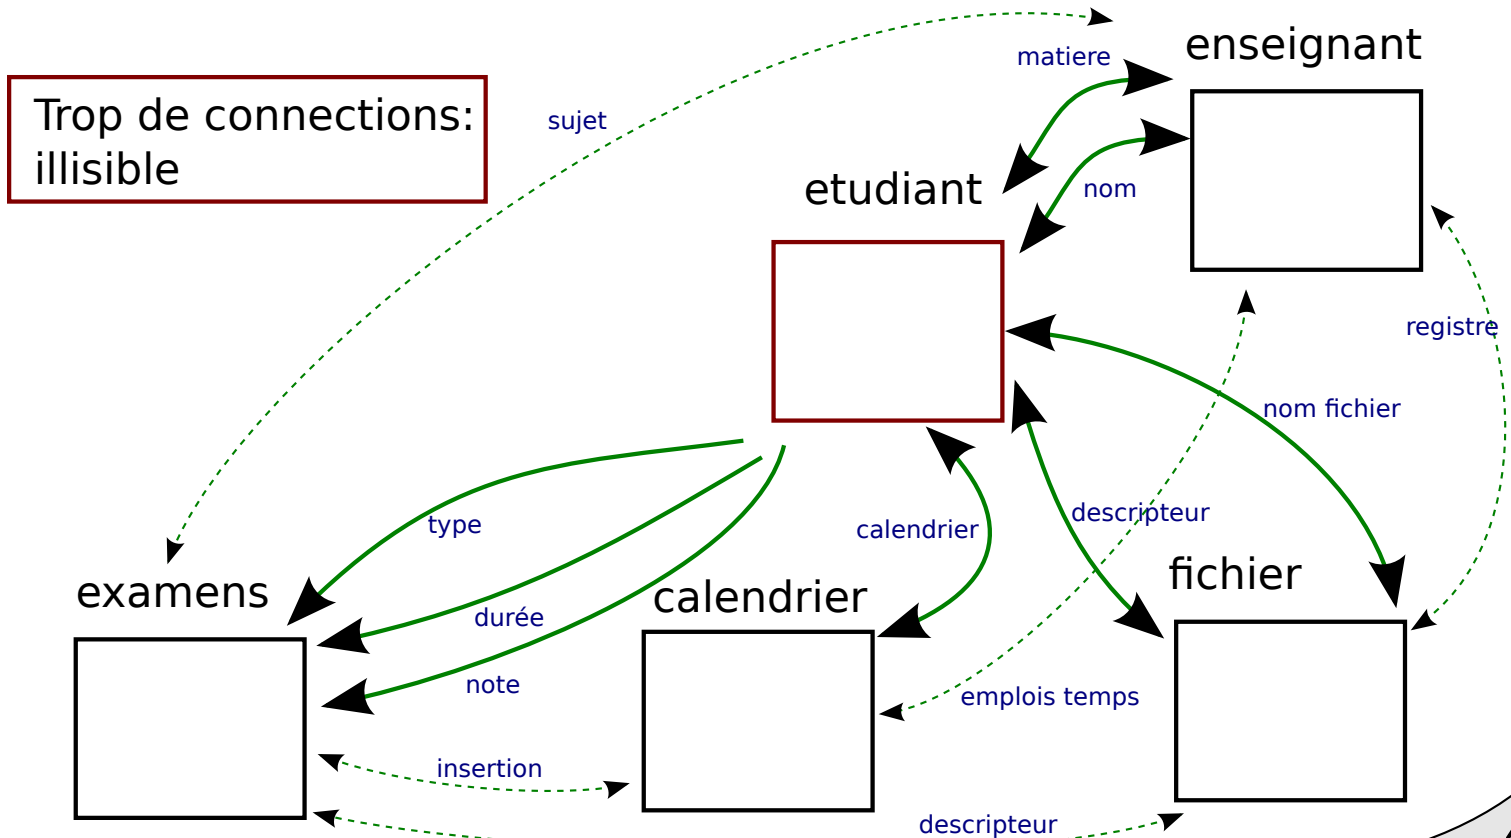 enseignant
matiere
Trop de connections:
illisible
sujet
etudiant
nom
registre
nom fichier
type
calendrier
descripteur
examens
calendrier
fichier
durée
note
emplois temps
insertion
descripteur